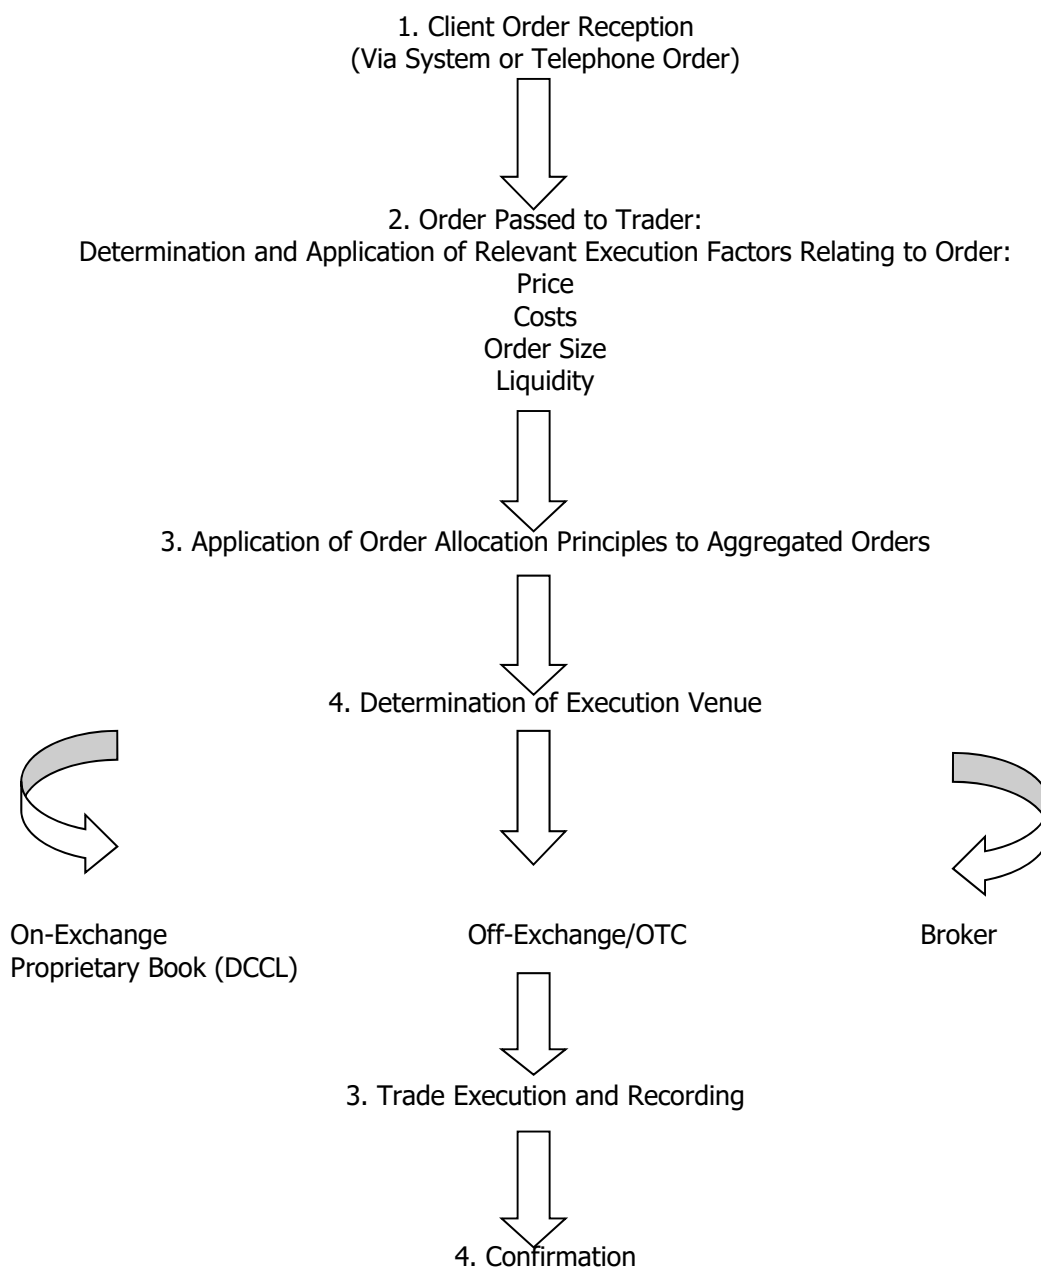 1. Client Order Reception
(Via System or Telephone Order)
2. Order Passed to Trader:
Determination and Application of Relevant Execution Factors Relating to Order:
Price
Costs
Order Size
Liquidity
3. Application of Order Allocation Principles to Aggregated Orders
4. Determination of Execution Venue
On-Exchange
Proprietary Book (DCCL)
Off-Exchange/OTC
Broker
3. Trade Execution and Recording
4. Confirmation